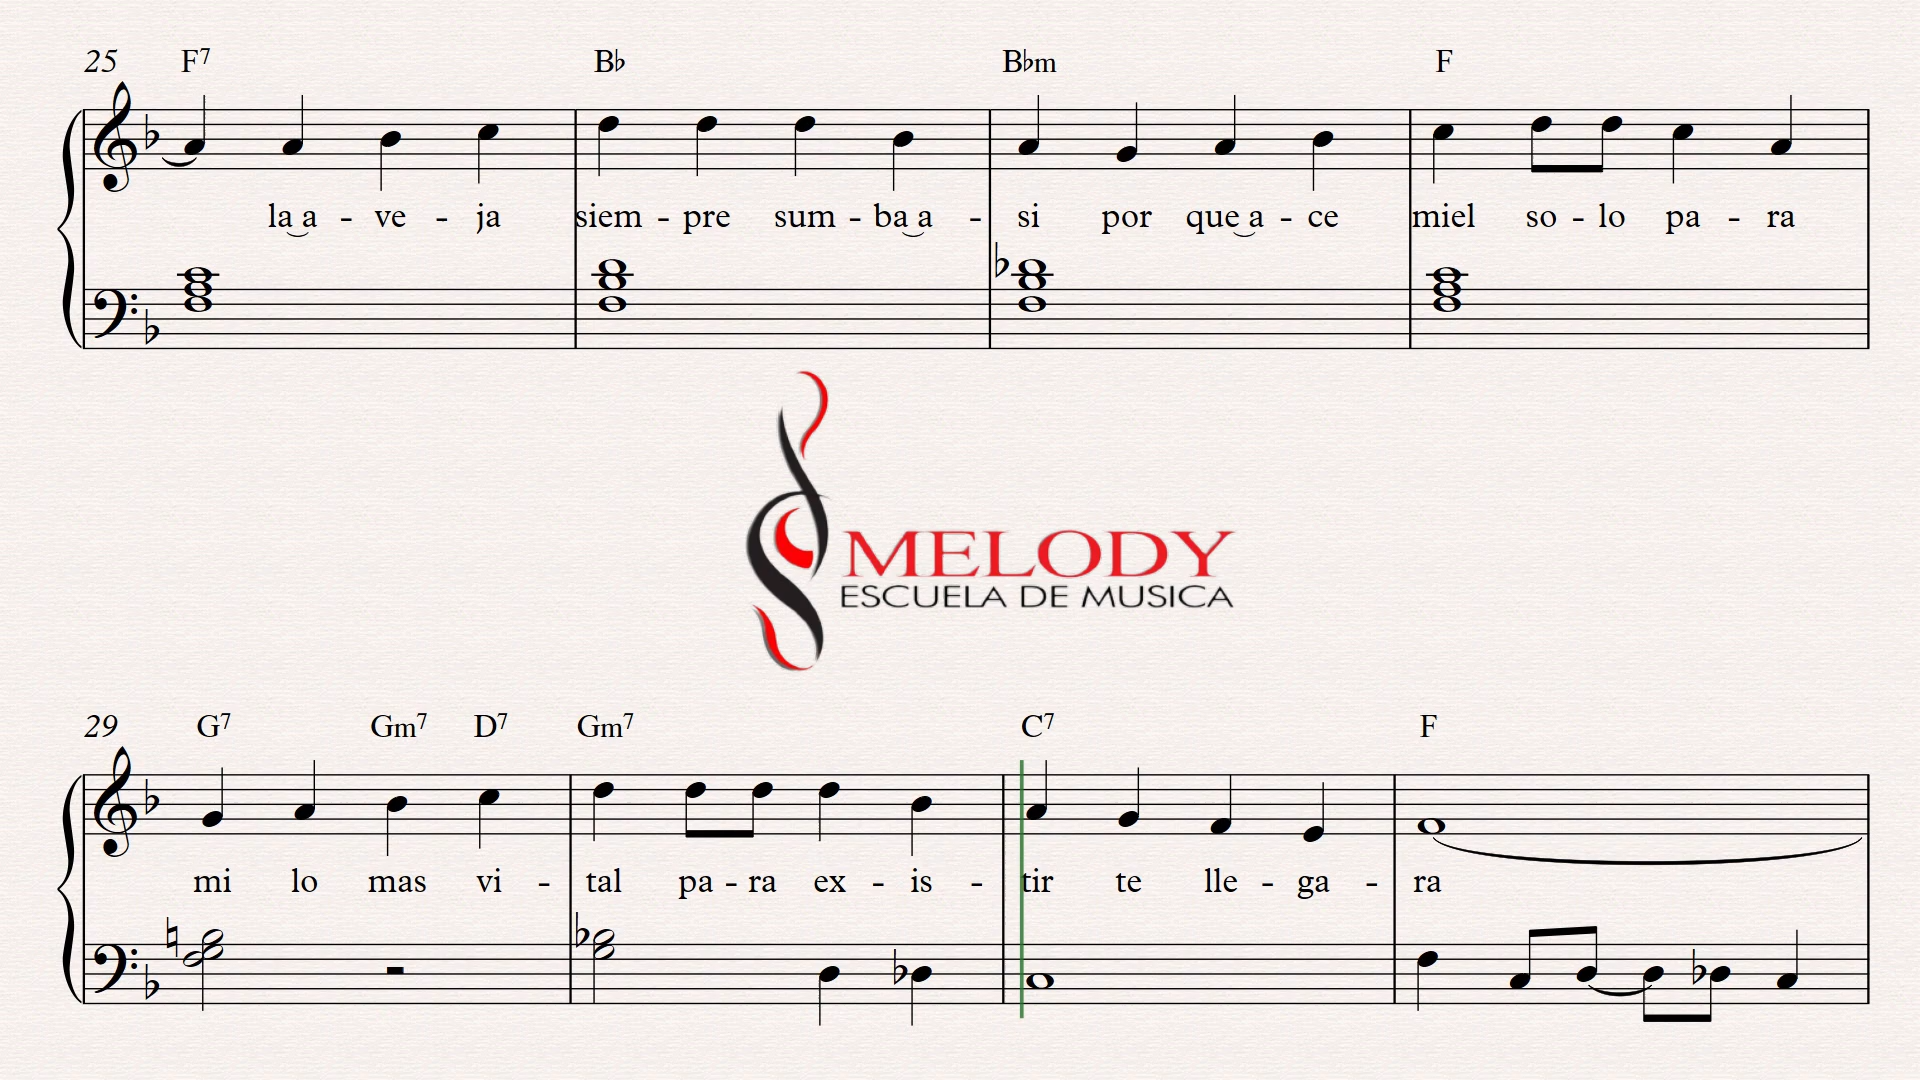 25 F7 B♭ B♭m F
la a - ve - ja siem - pre sum - ba a - si por que a - ce miel so - lo pa - ra
MELODY
ESCUELA DE MUSICA
29 G7 Gm7 D7 Gm7 C7 F
mi lo mas vi - tal pa - ra ex - is - tir te lle - ga - ra